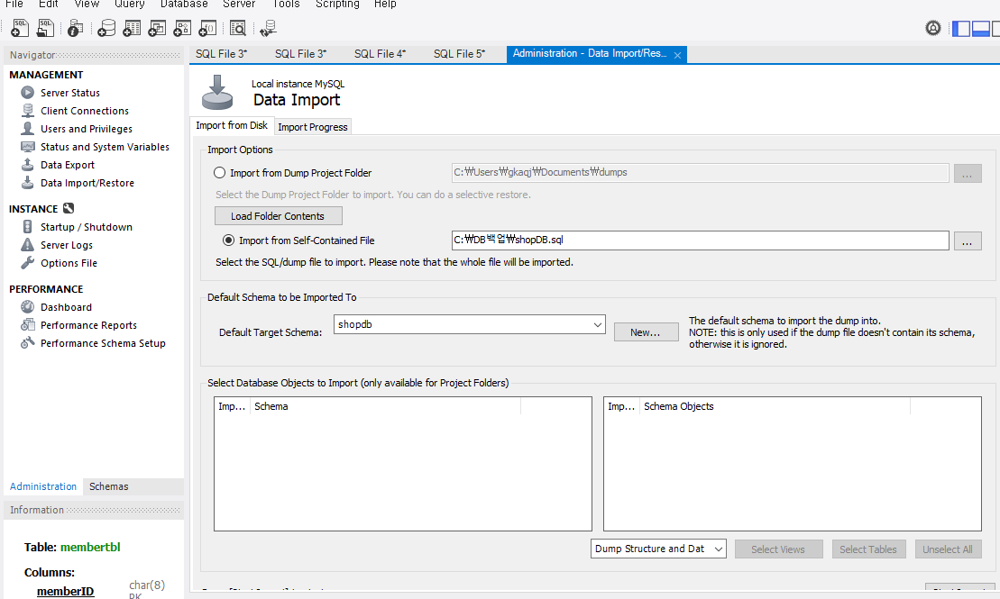 File Edit View Query Database Server Tools Scripting Help
SQL SQL
Navigator
SQL File 3* SQL File 3* SQL File 4* SQL File 5* Administration - Data Import/Res... ×
MANAGEMENT
Server Status
Client Connections
Users and Privileges
Status and System Variables
Data Export
Data Import/Restore
INSTANCE
Startup / Shutdown
Server Logs
Options File
PERFORMANCE
Dashboard
Performance Reports
Performance Schema Setup
Administration Schemas
Information
Table: membertbl
Columns:
memberID char(8)
PK
Local instance MySQL
Data Import
Import from Disk Import Progress
Import Options
Import from Dump Project Folder C:₩Users₩gkaqj₩Documents₩dumps ...
Select the Dump Project Folder to import. You can do a selective restore.
Load Folder Contents
Import from Self-Contained File C:₩DB백업₩shopDB.sql ...
Select the SQL/dump file to import. Please note that the whole file will be imported.
Default Schema to be Imported To
Default Target Schema: shopdb New...
The default schema to import the dump into.
NOTE: this is only used if the dump file doesn't contain its schema,
otherwise it is ignored.
Select Database Objects to Import (only available for Project Folders)
Imp... Schema Imp... Schema Objects
Dump Structure and Dat Select Views Select Tables Unselect All